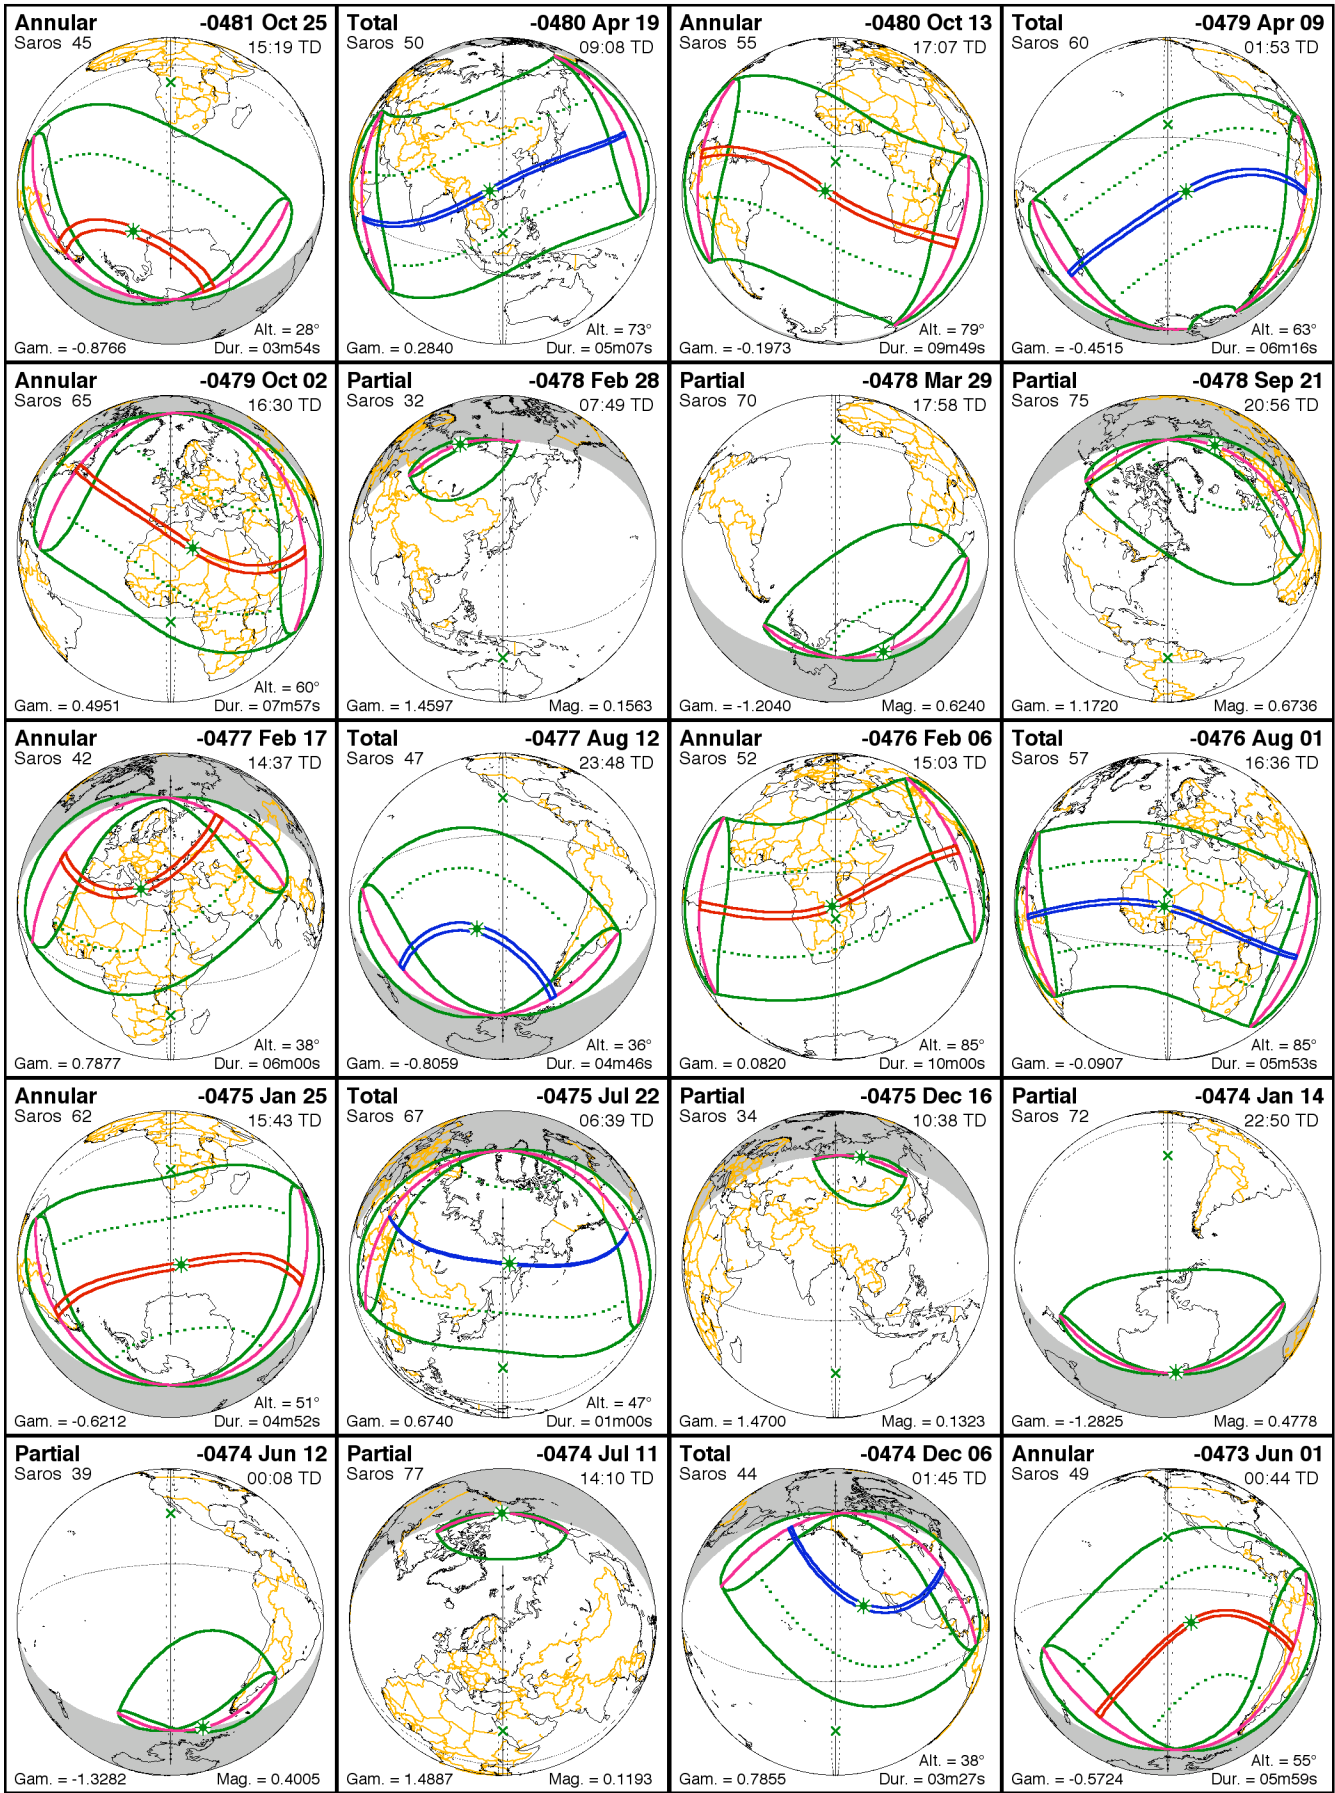 Annular -0481 Oct 25
Saros 45 15:19 TD
Alt. = 28°
Gam. = -0.8766 Dur. = 03m54s
Total -0480 Apr 19
Saros 50 09:08 TD
Alt. = 73°
Gam. = 0.2840 Dur. = 05m07s
Annular -0480 Oct 13
Saros 55 17:07 TD
Alt. = 79°
Gam. = -0.1973 Dur. = 09m49s
Total -0479 Apr 09
Saros 60 01:53 TD
Alt. = 63°
Gam. = -0.4515 Dur. = 06m16s
Annular -0479 Oct 02
Saros 65 16:30 TD
Alt. = 60°
Gam. = 0.4951 Dur. = 07m57s
Partial -0478 Feb 28
Saros 32 07:49 TD
Gam. = 1.4597 Mag. = 0.1563
Partial -0478 Mar 29
Saros 70 17:58 TD
Gam. = -1.2040 Mag. = 0.6240
Partial -0478 Sep 21
Saros 75 20:56 TD
Gam. = 1.1720 Mag. = 0.6736
Annular -0477 Feb 17
Saros 42 14:37 TD
Alt. = 38°
Gam. = 0.7877 Dur. = 06m00s
Total -0477 Aug 12
Saros 47 23:48 TD
Alt. = 36°
Gam. = -0.8059 Dur. = 04m46s
Annular -0476 Feb 06
Saros 52 15:03 TD
Alt. = 85°
Gam. = 0.0820 Dur. = 10m00s
Total -0476 Aug 01
Saros 57 16:36 TD
Alt. = 85°
Gam. = -0.0907 Dur. = 05m53s
Annular -0475 Jan 25
Saros 62 15:43 TD
Alt. = 51°
Gam. = -0.6212 Dur. = 04m52s
Total -0475 Jul 22
Saros 67 06:39 TD
Alt. = 47°
Gam. = 0.6740 Dur. = 01m00s
Partial -0475 Dec 16
Saros 34 10:38 TD
Gam. = 1.4700 Mag. = 0.1323
Partial -0474 Jan 14
Saros 72 22:50 TD
Gam. = -1.2825 Mag. = 0.4778
Partial -0474 Jun 12
Saros 39 00:08 TD
Gam. = -1.3282 Mag. = 0.4005
Partial -0474 Jul 11
Saros 77 14:10 TD
Gam. = 1.4887 Mag. = 0.1193
Total -0474 Dec 06
Saros 44 01:45 TD
Alt. = 38°
Gam. = 0.7855 Dur. = 03m27s
Annular -0473 Jun 01
Saros 49 00:44 TD
Alt. = 55°
Gam. = -0.5724 Dur. = 05m59s